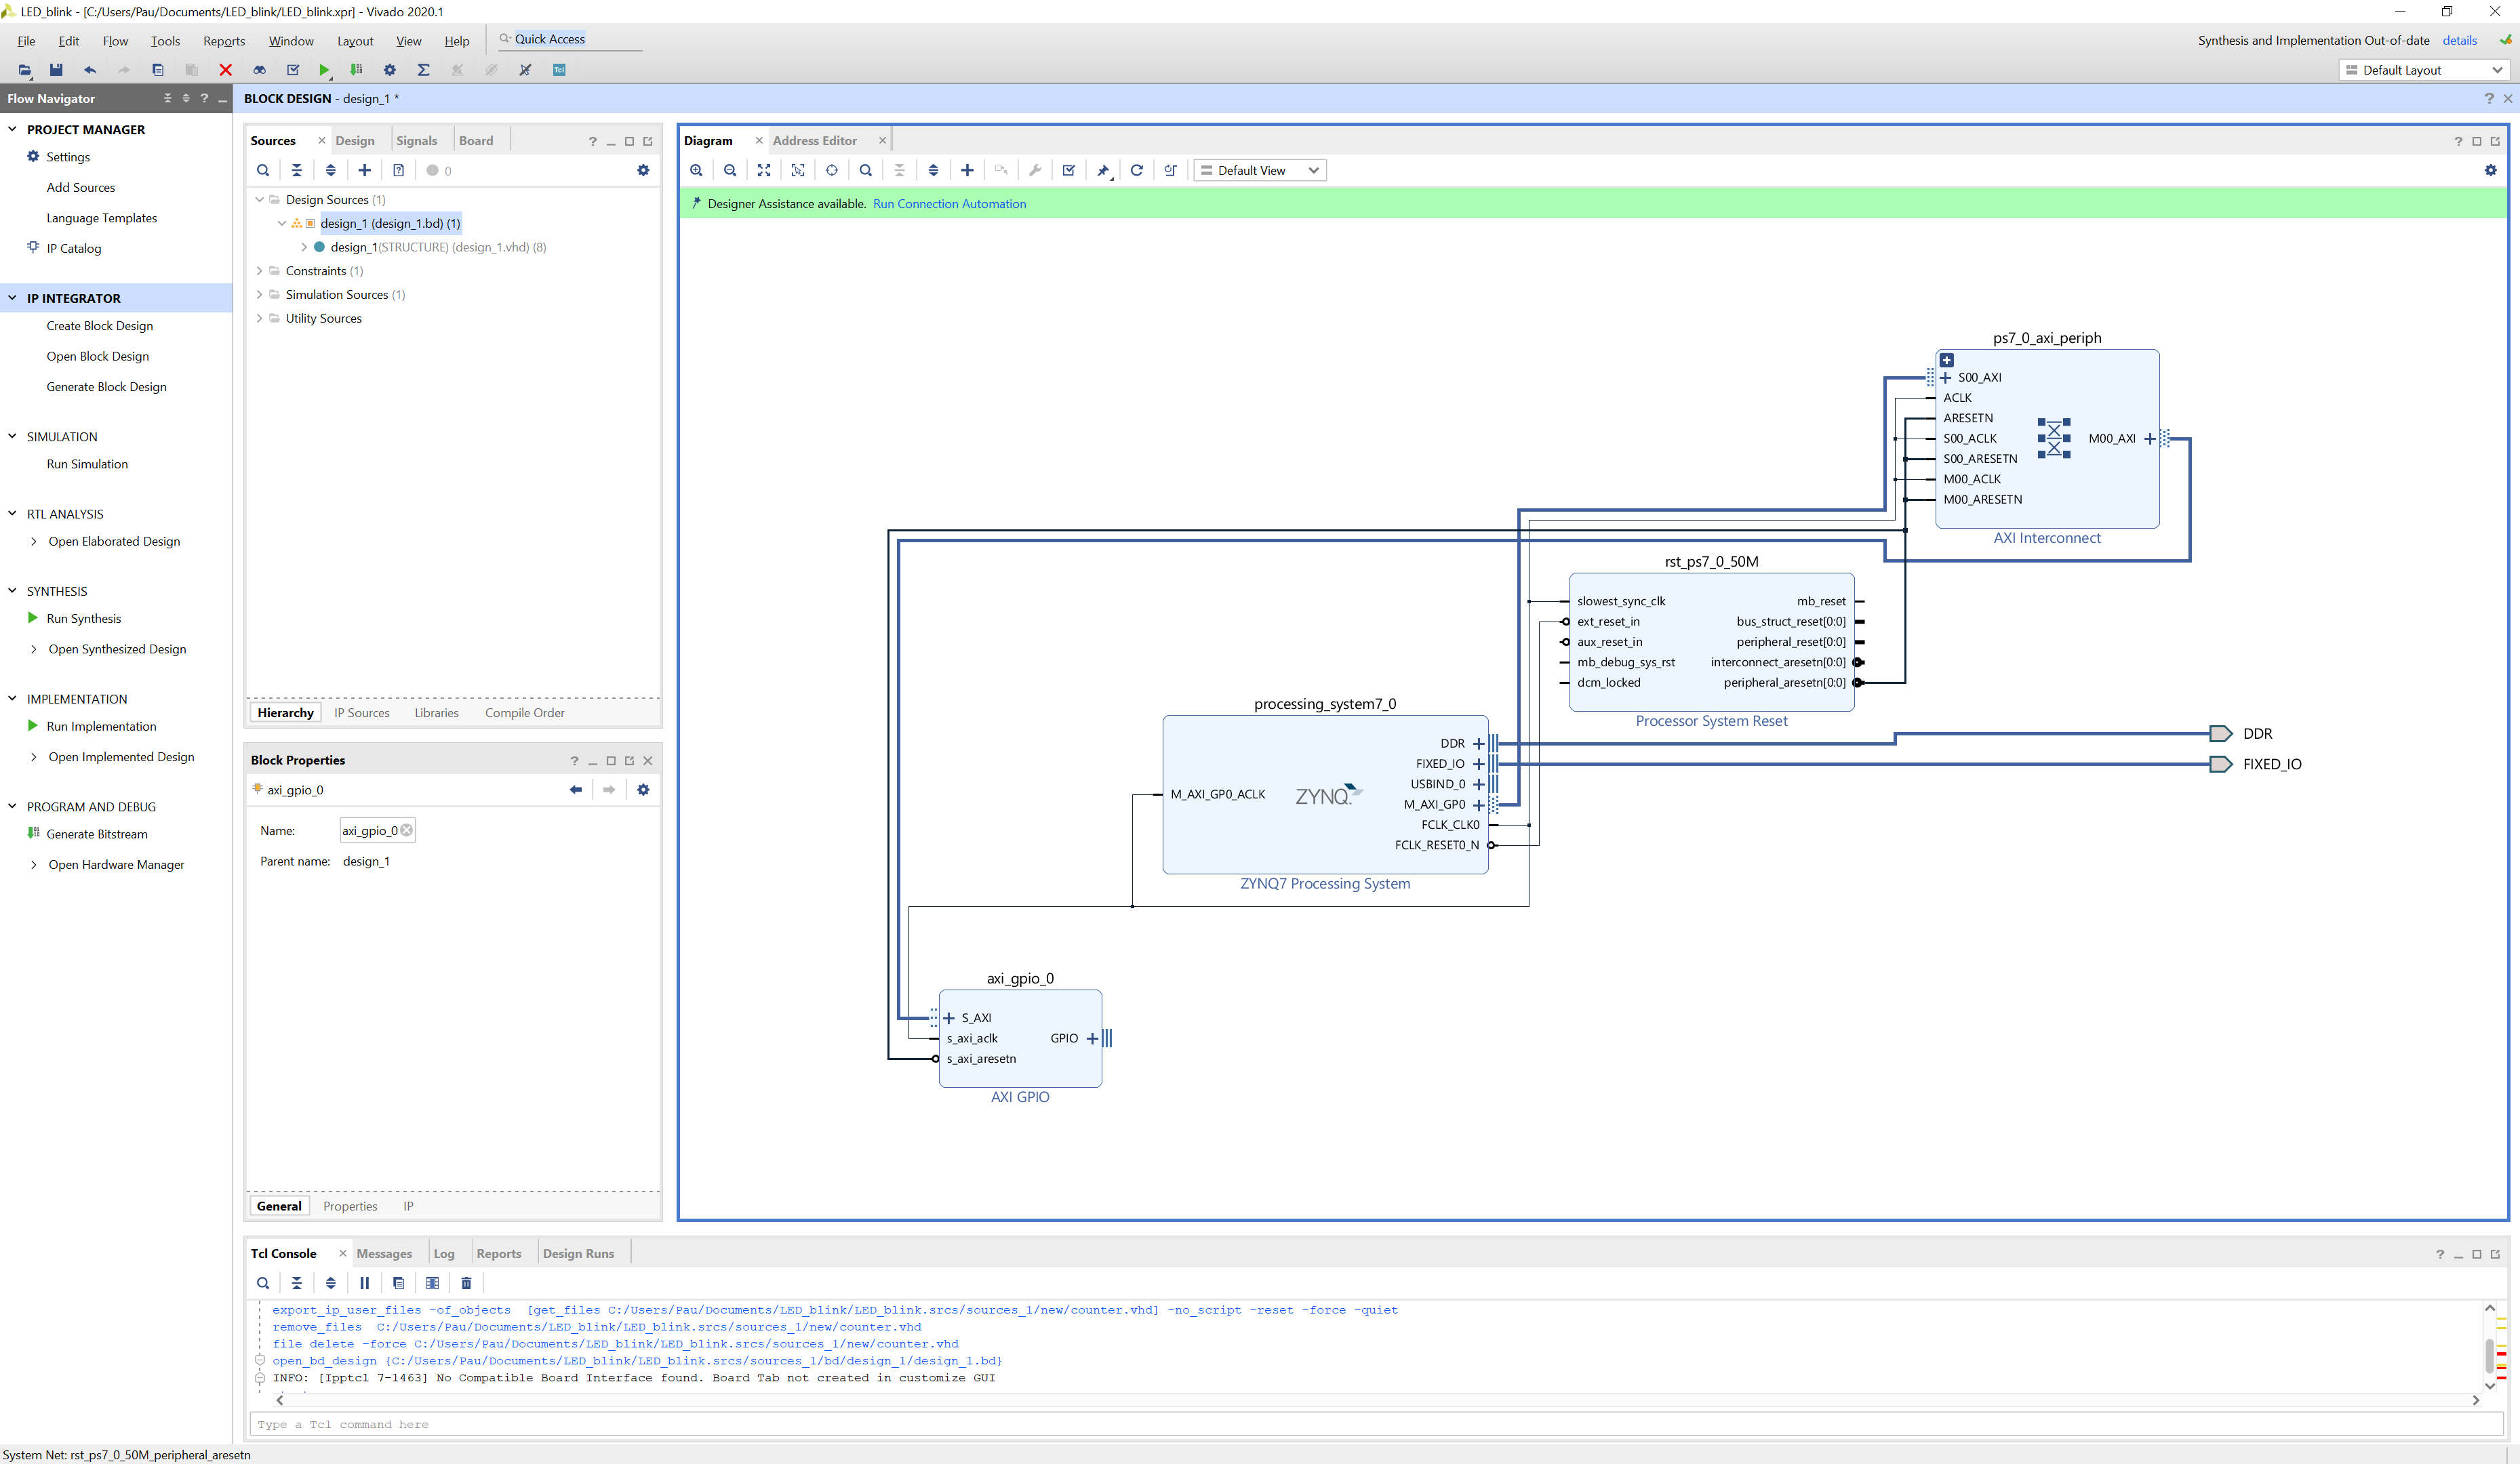 LED_blink - [C:/Users/Pau/Documents/LED_blink/LED_blink.xpr] - Vivado 2020.1
File Edit Flow Tools Reports Window Layout View Help Quick Access
Synthesis and Implementation Out-of-date details
Tcl
Default Layout
Flow Navigator
PROJECT MANAGER
Settings
Add Sources
Language Templates
IP Catalog
IP INTEGRATOR
Create Block Design
Open Block Design
Generate Block Design
SIMULATION
Run Simulation
RTL ANALYSIS
Open Elaborated Design
SYNTHESIS
Run Synthesis
Open Synthesized Design
IMPLEMENTATION
Run Implementation
Open Implemented Design
PROGRAM AND DEBUG
Generate Bitstream
Open Hardware Manager
BLOCK DESIGN - design_1 *
Sources Design Signals Board
0
Design Sources (1)
design_1 (design_1.bd) (1)
design_1(STRUCTURE) (design_1.vhd) (8)
Constraints (1)
Simulation Sources (1)
Utility Sources
Hierarchy IP Sources Libraries Compile Order
Block Properties
axi_gpio_0
Name: axi_gpio_0
Parent name: design_1
General Properties IP
Diagram Address Editor
Default View
Designer Assistance available. Run Connection Automation
ps7_0_axi_periph
S00_AXI
ACLK
ARESETN
S00_ACLK
S00_ARESETN
M00_ACLK
M00_ARESETN
M00_AXI
AXI Interconnect
rst_ps7_0_50M
slowest_sync_clk
ext_reset_in
aux_reset_in
mb_debug_sys_rst
dcm_locked
mb_reset
bus_struct_reset[0:0]
peripheral_reset[0:0]
interconnect_aresetn[0:0]
peripheral_aresetn[0:0]
Processor System Reset
processing_system7_0
M_AXI_GP0_ACLK
ZYNQ
DDR
FIXED_IO
USBIND_0
M_AXI_GP0
FCLK_CLK0
FCLK_RESET0_N
ZYNQ7 Processing System
DDR
FIXED_IO
axi_gpio_0
S_AXI
s_axi_aclk
s_axi_aresetn
GPIO
AXI GPIO
Tcl Console Messages Log Reports Design Runs
export_ip_user_files -of_objects [get_files C:/Users/Pau/Documents/LED_blink/LED_blink.srcs/sources_1/new/counter.vhd] -no_script -reset -force -quiet
remove_files C:/Users/Pau/Documents/LED_blink/LED_blink.srcs/sources_1/new/counter.vhd
file delete -force C:/Users/Pau/Documents/LED_blink/LED_blink.srcs/sources_1/new/counter.vhd
open_bd_design {C:/Users/Pau/Documents/LED_blink/LED_blink.srcs/sources_1/bd/design_1/design_1.bd}
INFO: [Ipptcl 7-1463] No Compatible Board Interface found. Board Tab not created in customize GUI
Type a Tcl command here
System Net: rst_ps7_0_50M_peripheral_aresetn